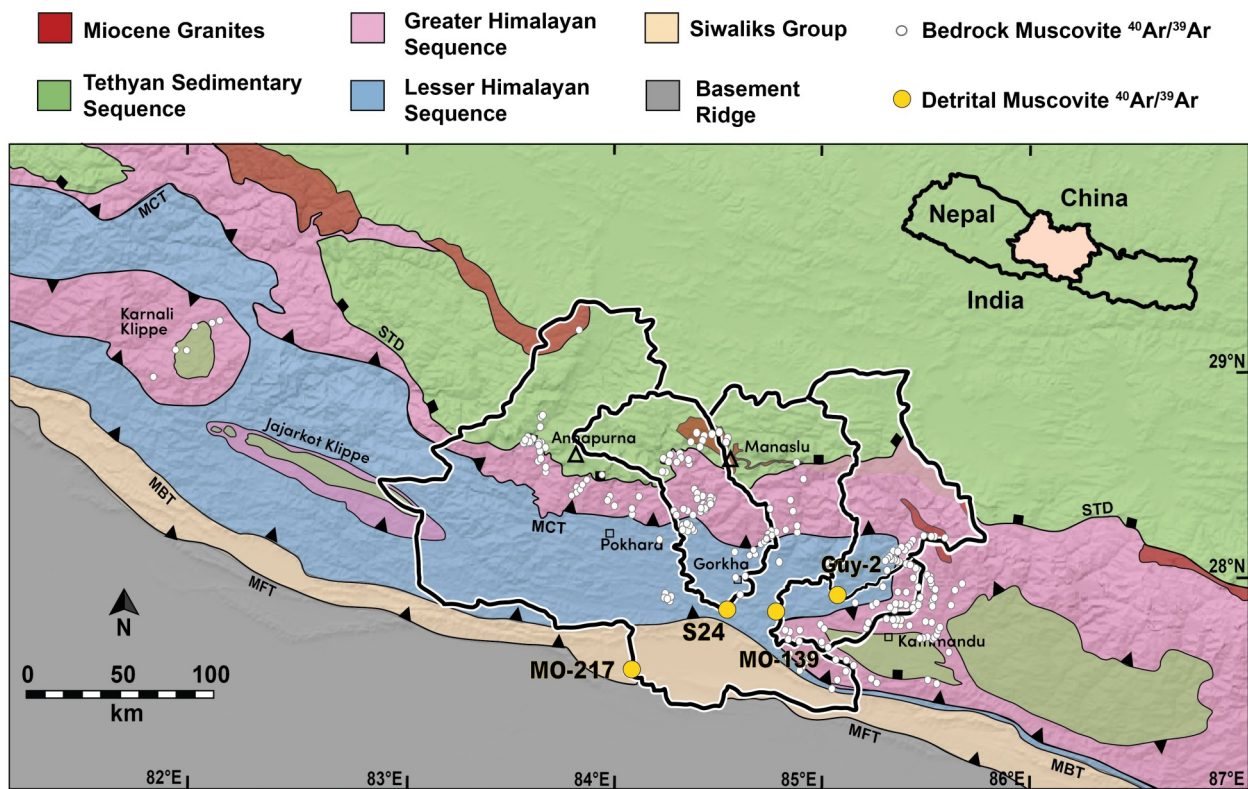 Miocene Granites
Greater Himalayan
Sequence
Siwaliks Group
Bedrock Muscovite ⁴⁰Ar/³⁹Ar
Tethyan Sedimentary
Sequence
Lesser Himalayan
Sequence
Basement
Ridge
Detrital Muscovite ⁴⁰Ar/³⁹Ar
MCT
Nepal
China
India
Karnali
Klippe
STD
29°N
Jajarkot Klippe
Annapurna
Manaslu
MBT
MCT
STD
Pokhara
Gorkha
Guy-2
28°N
MFT
N
S24
MO-139
Kathmandu
MO-217
0 50 100
km
MFT
MBT
82°E
83°E
84°E
85°E
86°E
87°E